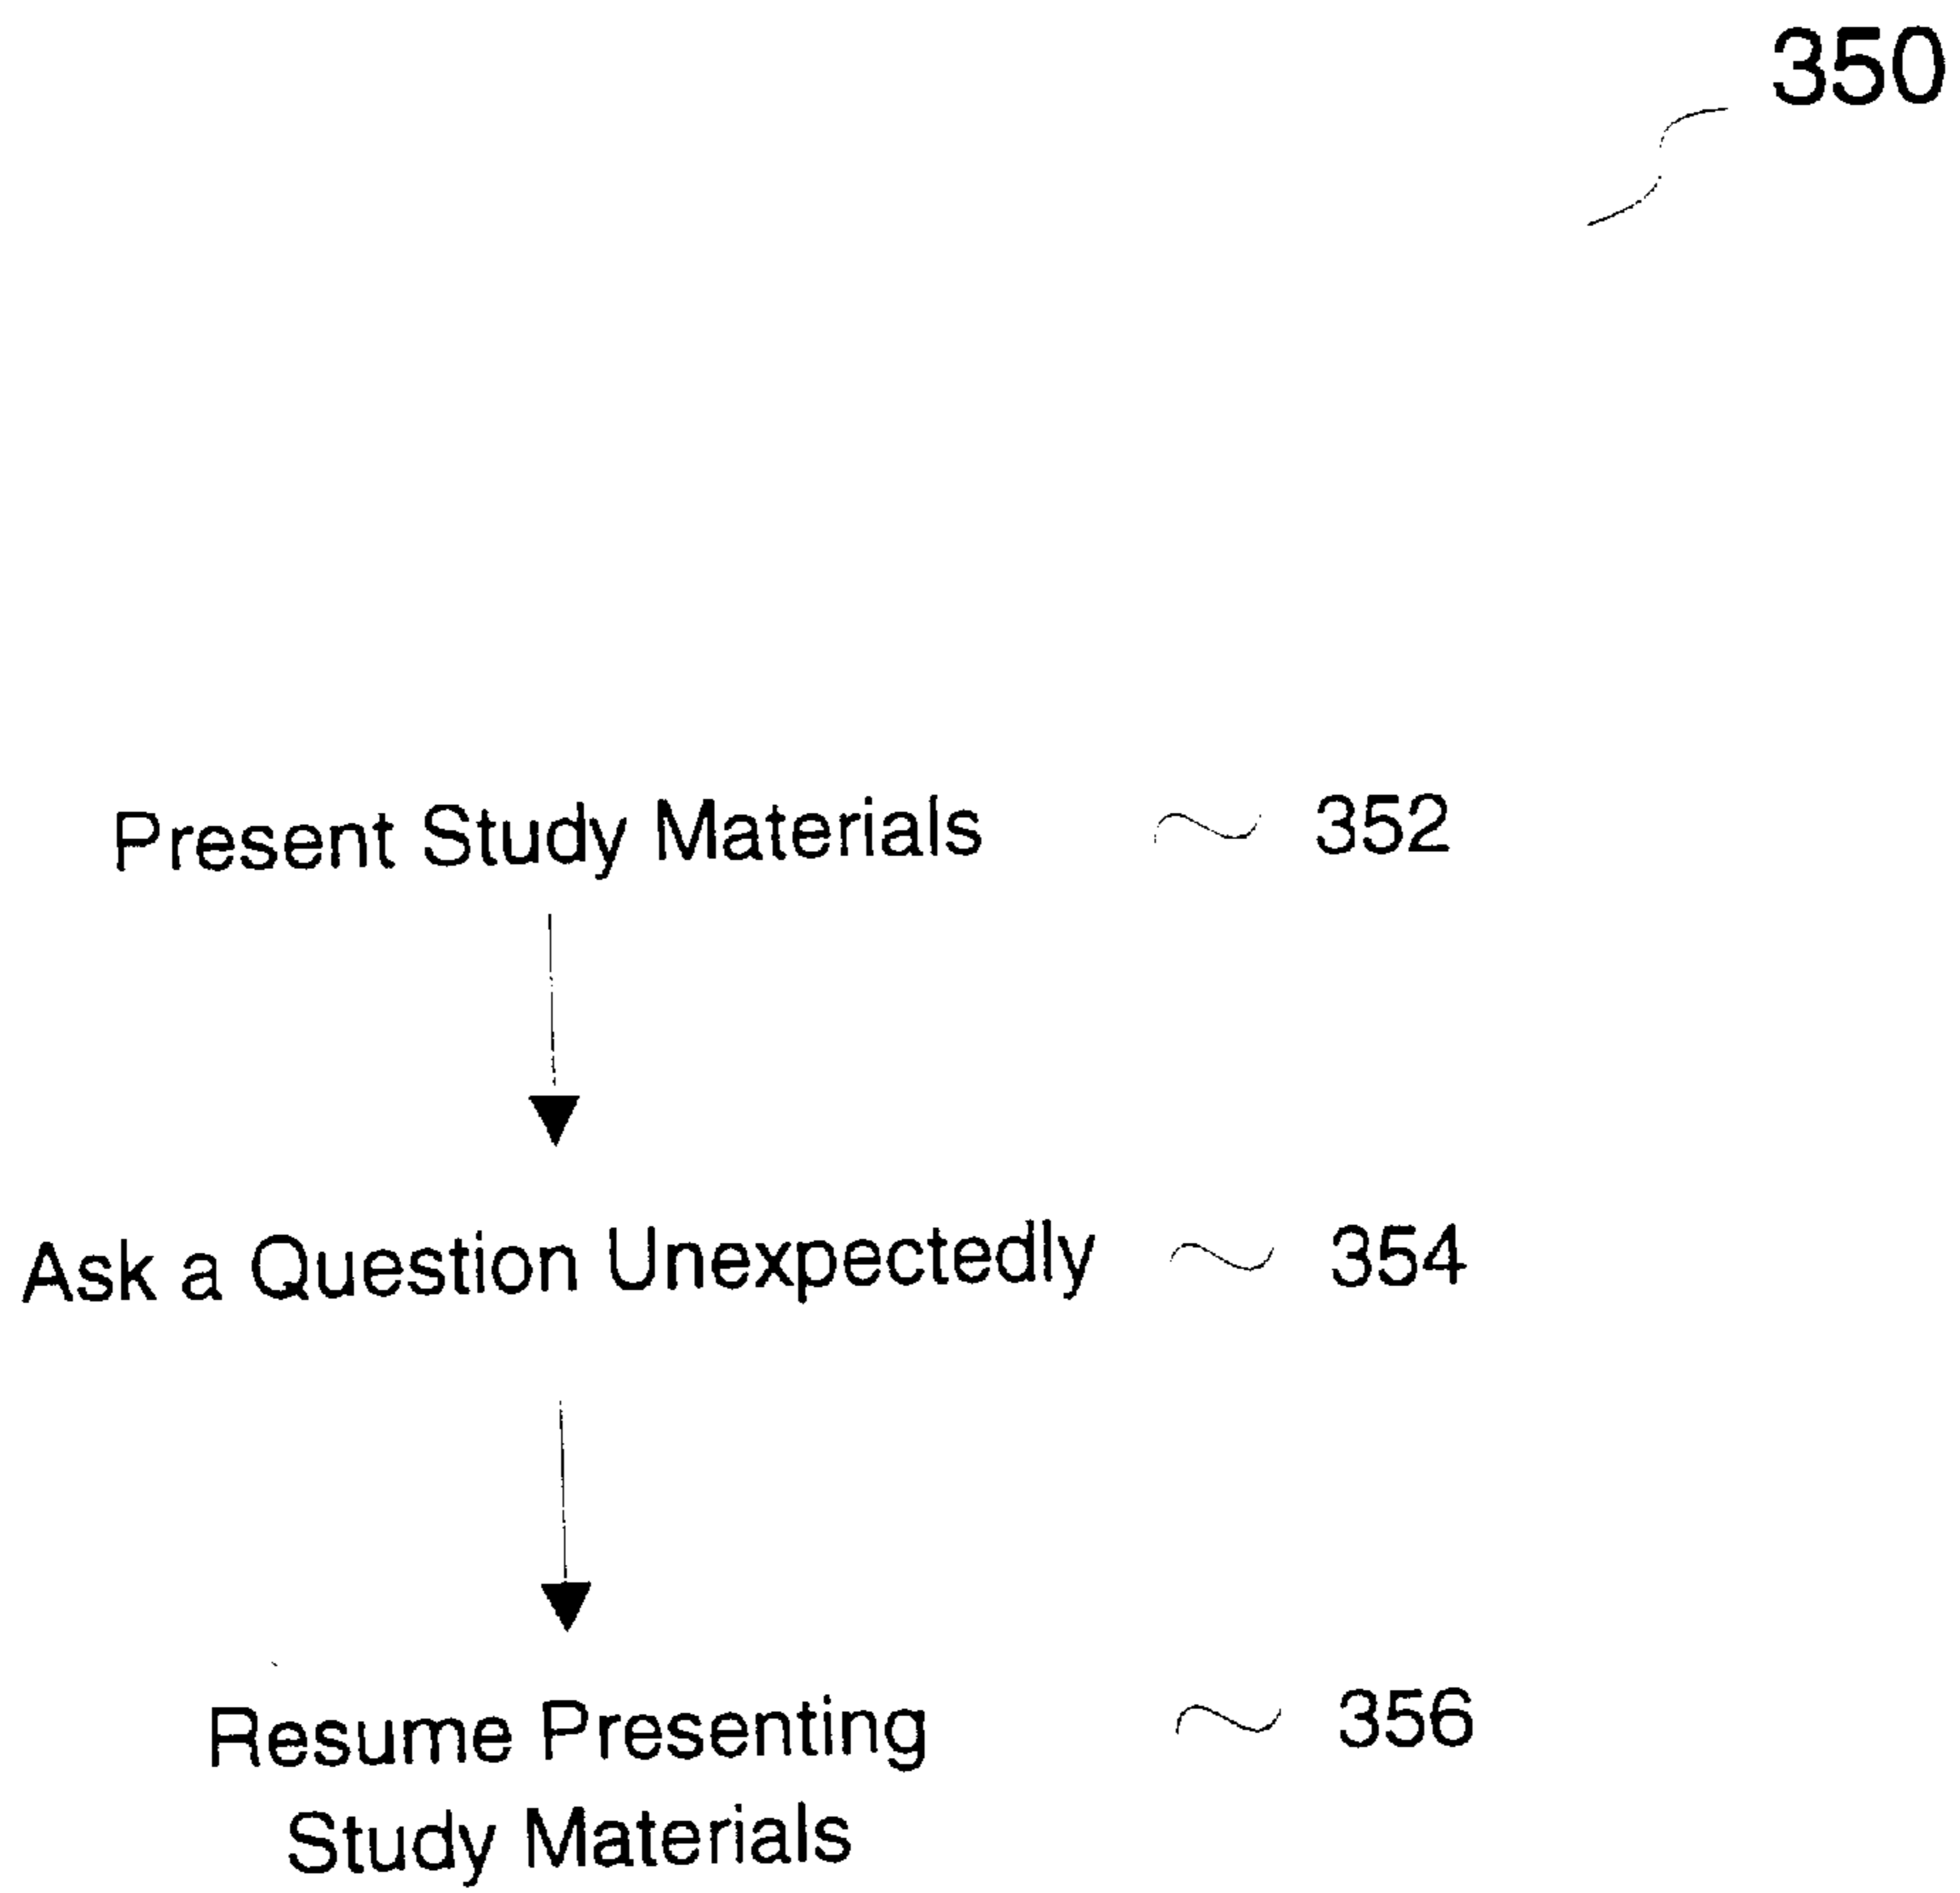 350
Present Study Materials 352
Ask a Question Unexpectedly 354
Resume Presenting 356
Study Materials